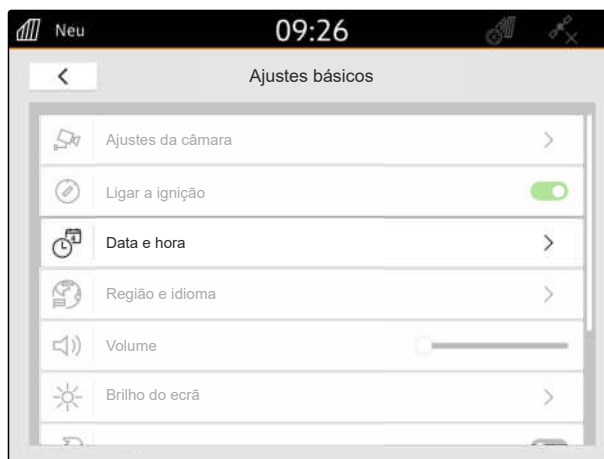 Neu 09:26
Ajustes básicos
Ajustes da câmara
Ligar a ignição
Data e hora
Região e idioma
Volume
Brilho do ecrã